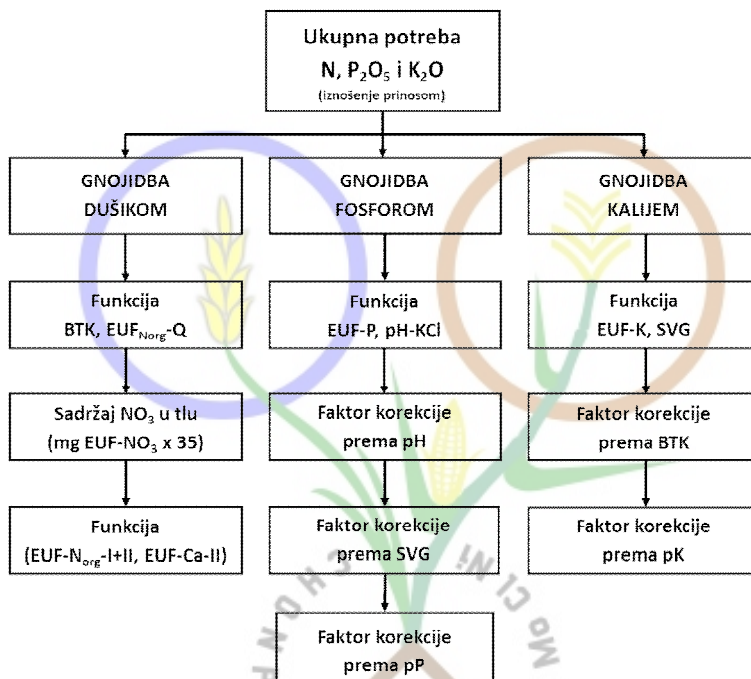 Ukupna potreba
N, P₂O₅ i K₂O
(iznošenje prinosom)
GNOJIDBA
DUŠIKOM
Funkcija
BTK, EUF_Norg-Q
Sadržaj NO₃ u tlu
(mg EUF-NO₃ x 35)
Funkcija
(EUF-N_org-I+II, EUF-Ca-II)
GNOJIDBA
FOSFOROM
Funkcija
EUF-P, pH-KCl
Faktor korekcije
prema pH
Faktor korekcije
prema SVG
Faktor korekcije
prema pP
GNOJIDBA
KALIJEM
Funkcija
EUF-K, SVG
Faktor korekcije
prema BTK
Faktor korekcije
prema pK
CHON
MoClNi